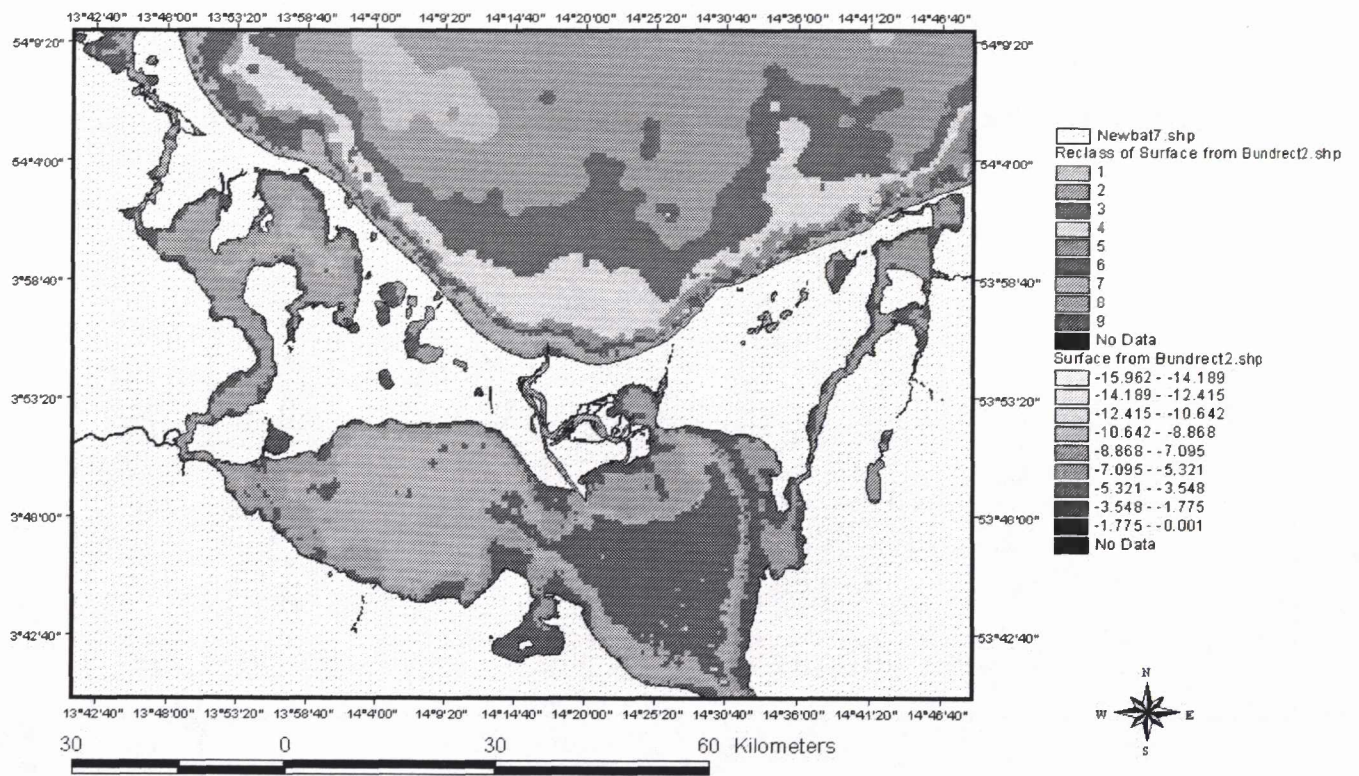 13°42'40" 13°48'00" 13°53'20" 13°58'40" 14°4'00" 14°9'20" 14°14'40" 14°20'00" 14°25'20" 14°30'40" 14°36'00" 14°41'20" 14°46'40"
54°9'20" 54°9'20"
54°4'00" 54°4'00"
3°58'40" 53°58'40"
3°53'20" 53°53'20"
3°48'00" 53°48'00"
3°42'40" 53°42'40"
13°42'40" 13°48'00" 13°53'20" 13°58'40" 14°4'00" 14°9'20" 14°14'40" 14°20'00" 14°25'20" 14°30'40" 14°36'00" 14°41'20" 14°46'40"
30 0 30 60 Kilometers
Newbat7.shp
Reclass of Surface from Bundrect2.shp
1
2
3
4
5
6
7
8
9
No Data
Surface from Bundrect2.shp
-15.962 - -14.189
-14.189 - -12.415
-12.415 - -10.642
-10.642 - -8.868
-8.868 - -7.095
-7.095 - -5.321
-5.321 - -3.548
-3.548 - -1.775
-1.775 - -0.001
No Data
N
W E
S